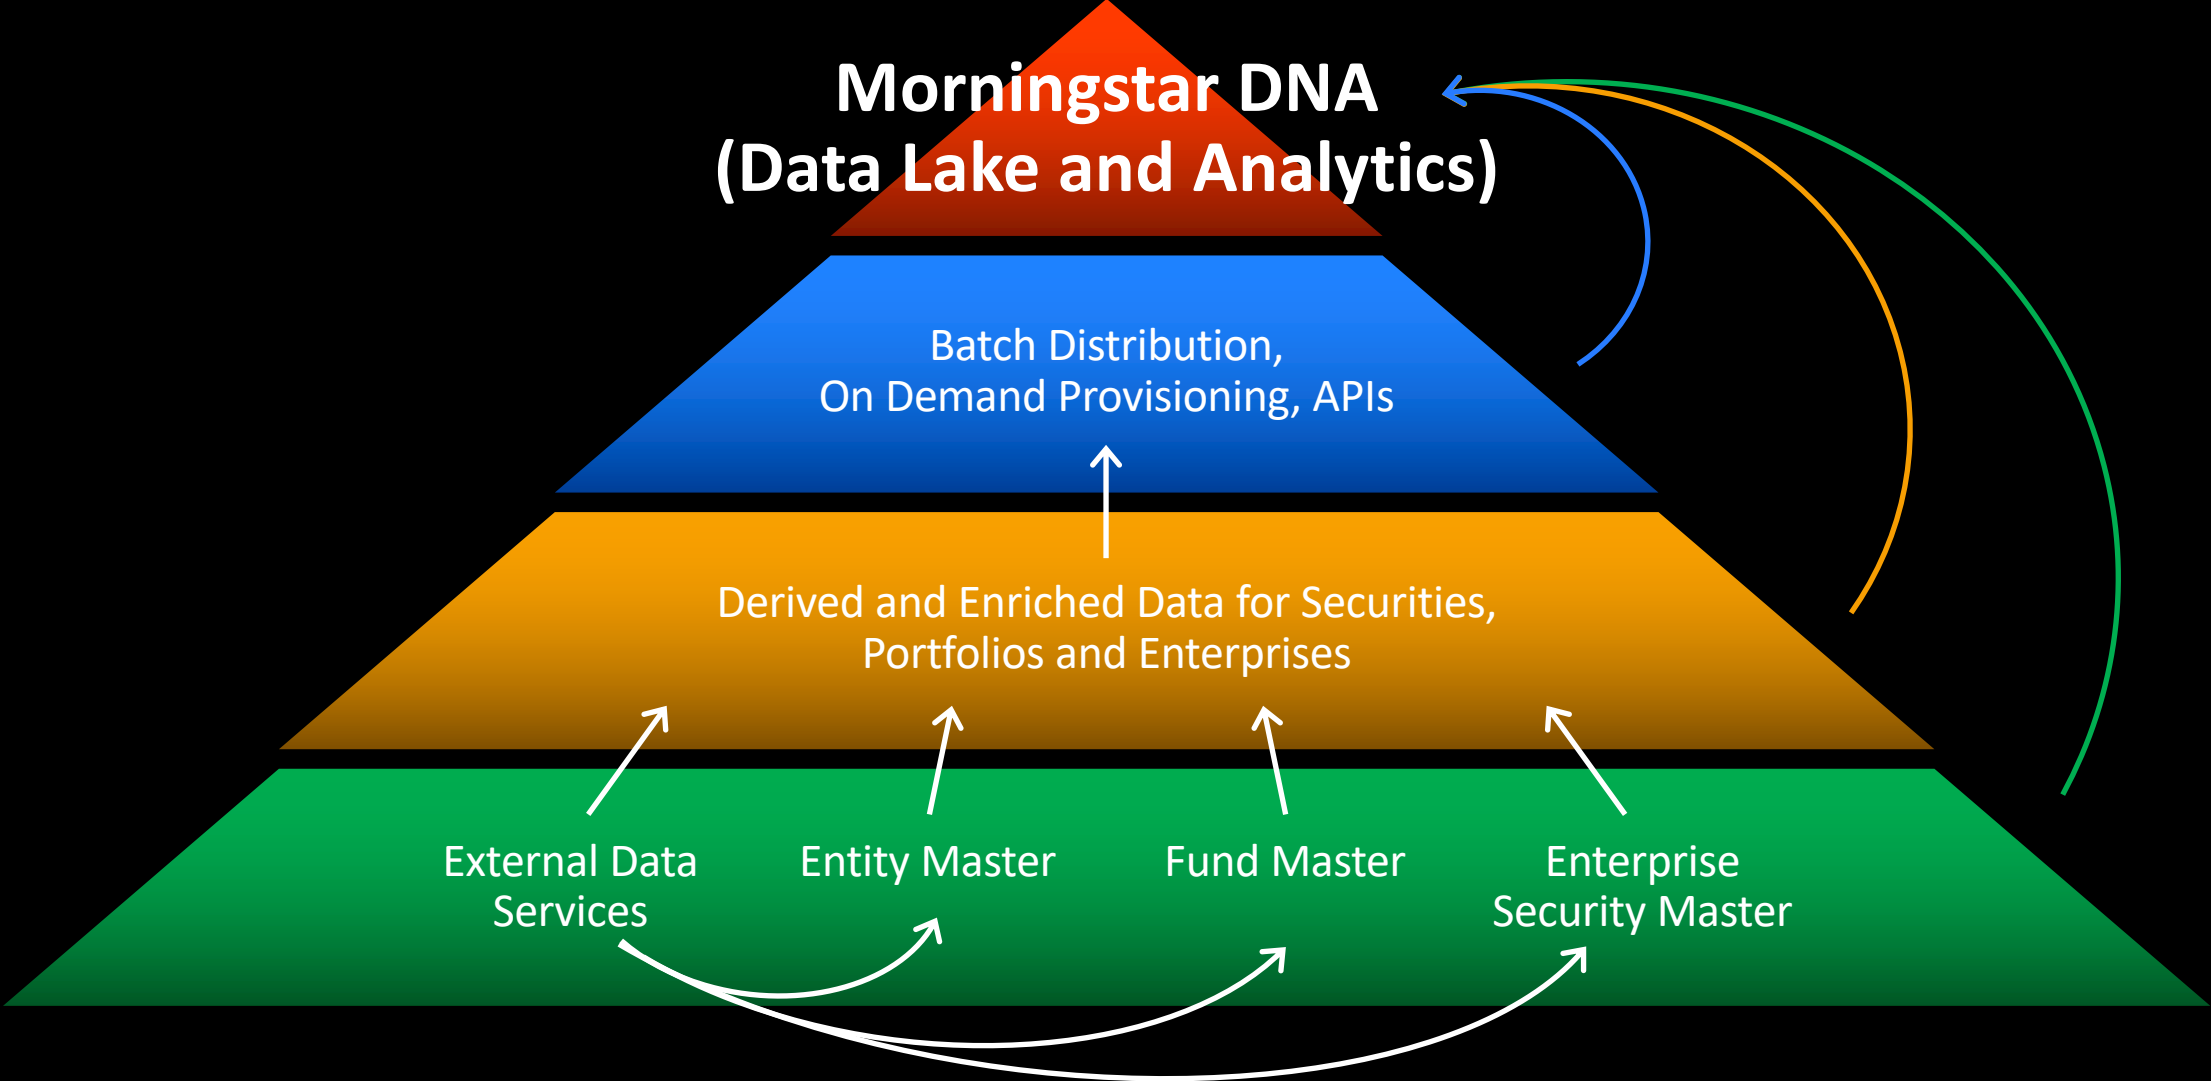 Morningstar DNA
(Data Lake and Analytics)
Batch Distribution,
On Demand Provisioning, APIs
Derived and Enriched Data for Securities,
Portfolios and Enterprises
External Data
Services
Entity Master
Fund Master
Enterprise
Security Master